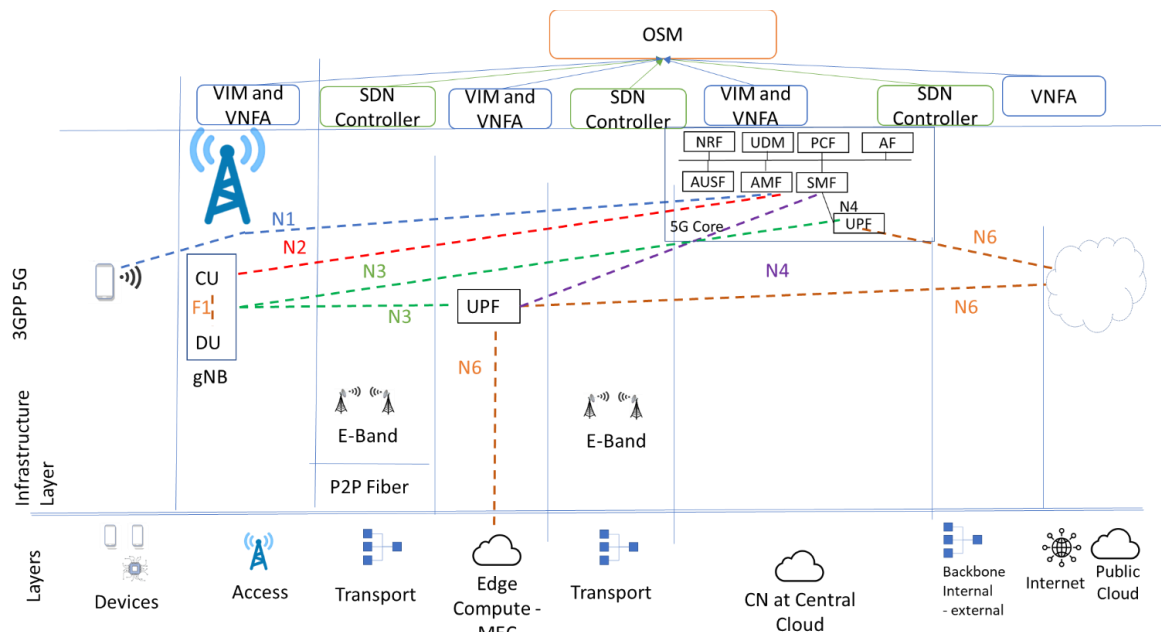 OSM
VIM and
VNFA
SDN
Controller
VIM and
VNFA
SDN
Controller
VIM and
VNFA
SDN
Controller
VNFA
NRF
UDM
PCF
AF
AUSF
AMF
SMF
N4
UPF
5G Core
N1
N2
N3
N3
N4
N6
N6
N6
CU
F1
DU
gNB
UPF
3GPP 5G
E-Band
E-Band
P2P Fiber
Infrastructure
Layer
Layers
Devices
Access
Transport
Edge
Compute -
MEC
Transport
CN at Central
Cloud
Backbone
Internal
- external
Internet
Public
Cloud